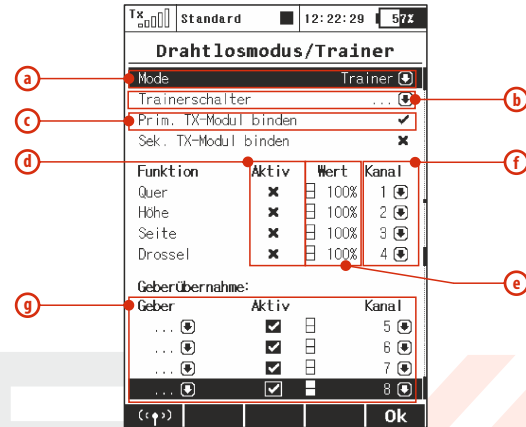 Tx Standard 12:22:29 57%
Drahtlosmodus/Trainer
a Mode Trainer
Trainerschalter ... b
c Prim. TX-Modul binden
Sek. TX-Modul binden
d f
Funktion Aktiv Wert Kanal
Quer 100% 1
Höhe 100% 2
Seite 100% 3
Drossel 100% 4
e
Geberübernahme:
g
Geber Aktiv Kanal
... 5
... 6
... 7
... 8
Ok